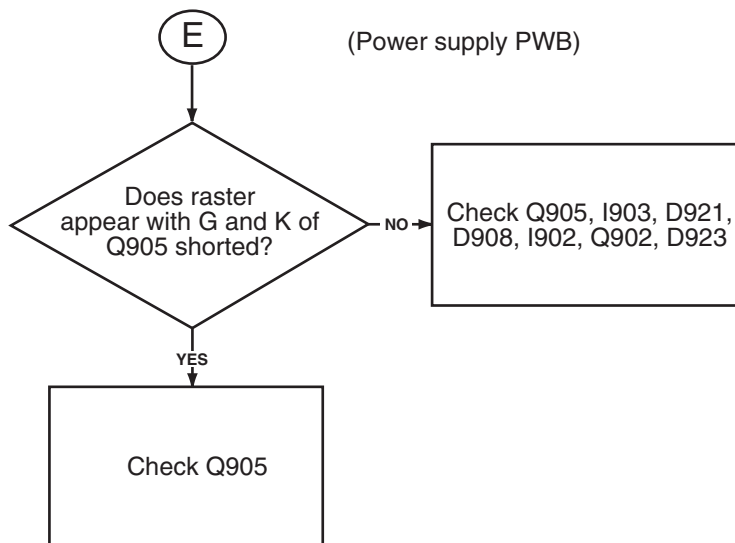 E
(Power supply PWB)
Does raster
appear with G and K of
Q905 shorted?
NO
Check Q905, I903, D921,
D908, I902, Q902, D923
YES
Check Q905